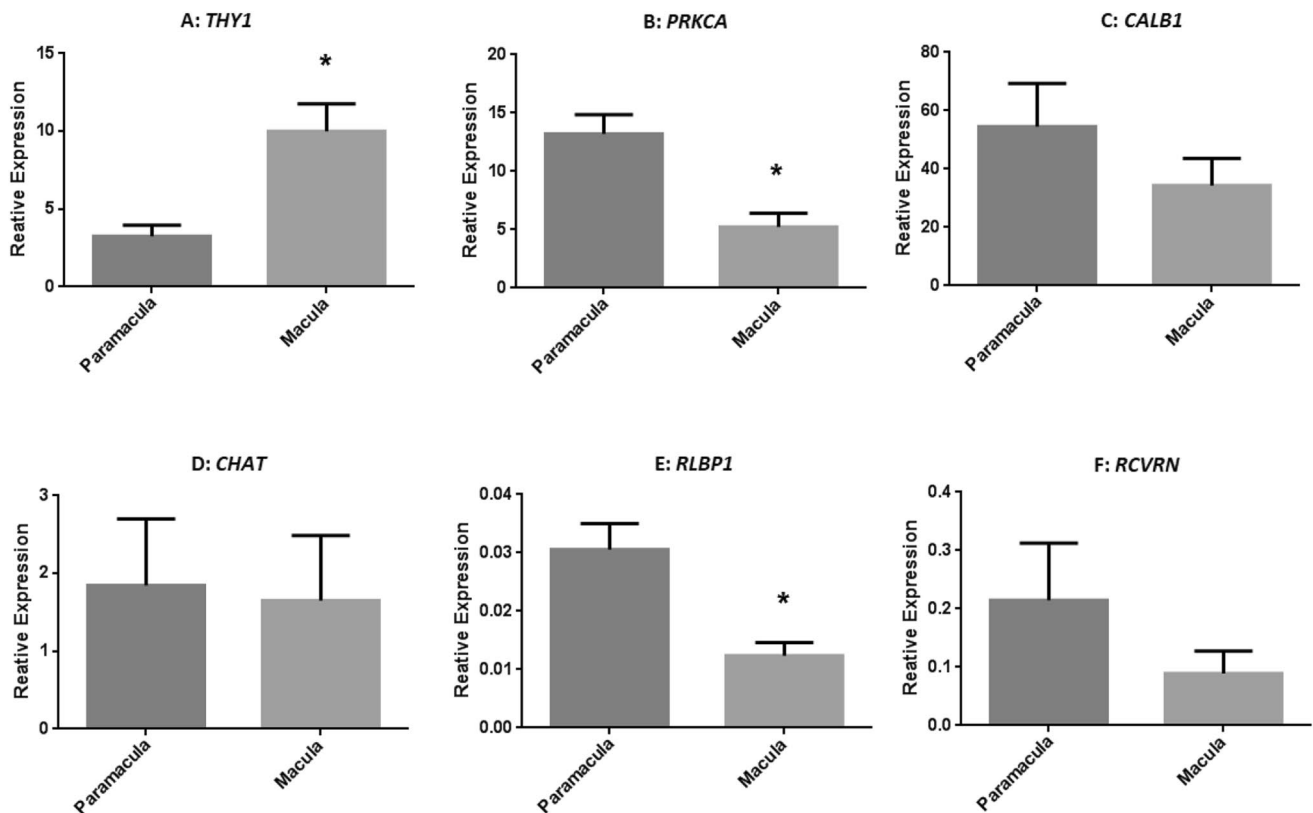 A: THY1
Reative Expression
15
10
5
0
*
Paramacula
Macula
B: PRKCA
Reative Expression
20
15
10
5
0
*
Paramacula
Macula
C: CALB1
Reative Expression
80
60
40
20
0
Paramacula
Macula
D: CHAT
Reative Expression
3
2
1
0
Paramacula
Macula
E: RLBP1
Reative Expression
0.04
0.03
0.02
0.01
0.00
*
Paramacula
Macula
F: RCVRN
Reative Expression
0.4
0.3
0.2
0.1
0.0
Paramacula
Macula